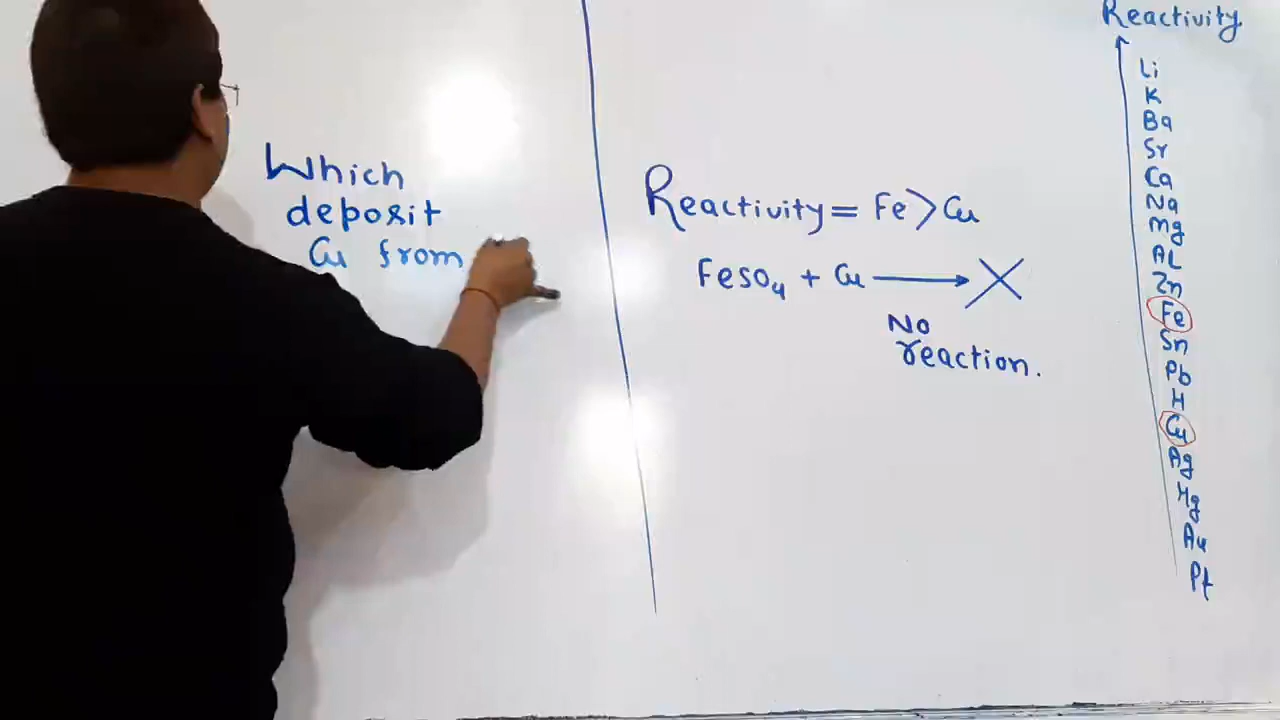 Which
deposit
Cu from
Reactivity = Fe > Cu
FeSO4 + Cu ⟶ X
No
reaction.
Reactivity
Li
K
Ba
Sr
Ca
Na
Mg
AL
Zn
Fe
Sn
Pb
H
Cu
Ag
Hg
Au
Pt